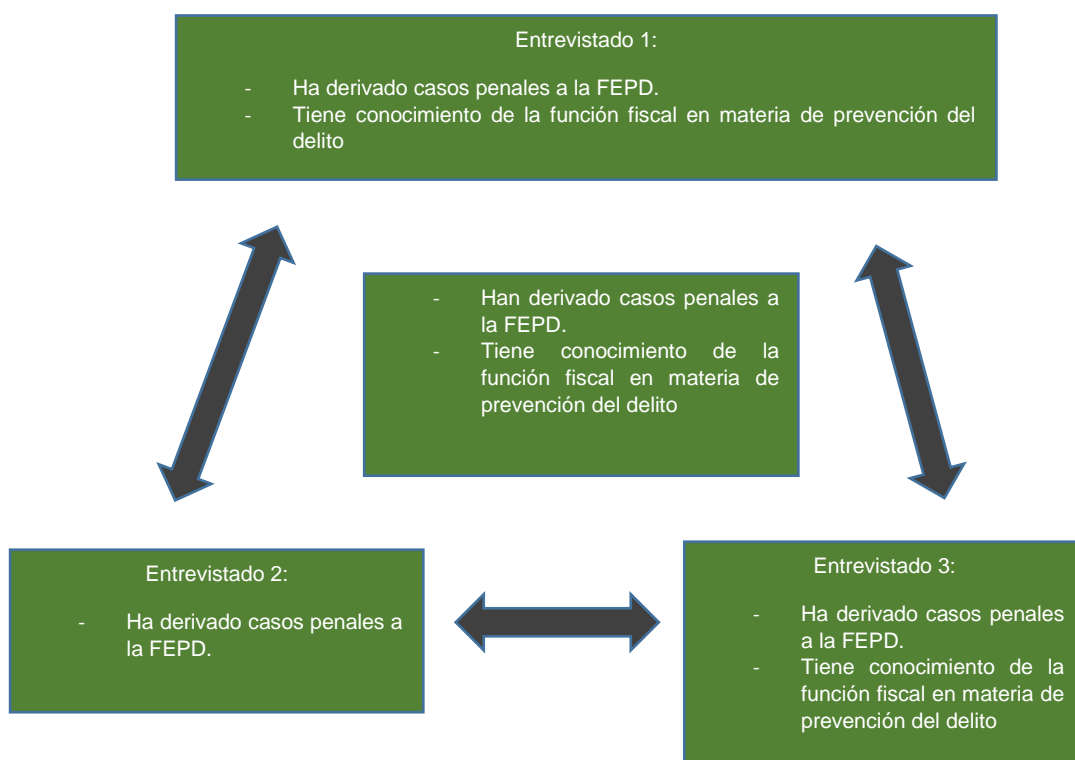 Entrevistado 1:
- Ha derivado casos penales a la FEPD.
- Tiene conocimiento de la función fiscal en materia de prevención del
delito
- Han derivado casos penales a
la FEPD.
- Tiene conocimiento de la
función fiscal en materia de
prevención del delito
Entrevistado 2:
- Ha derivado casos penales a
la FEPD.
Entrevistado 3:
- Ha derivado casos penales
a la FEPD.
- Tiene conocimiento de la
función fiscal en materia de
prevención del delito